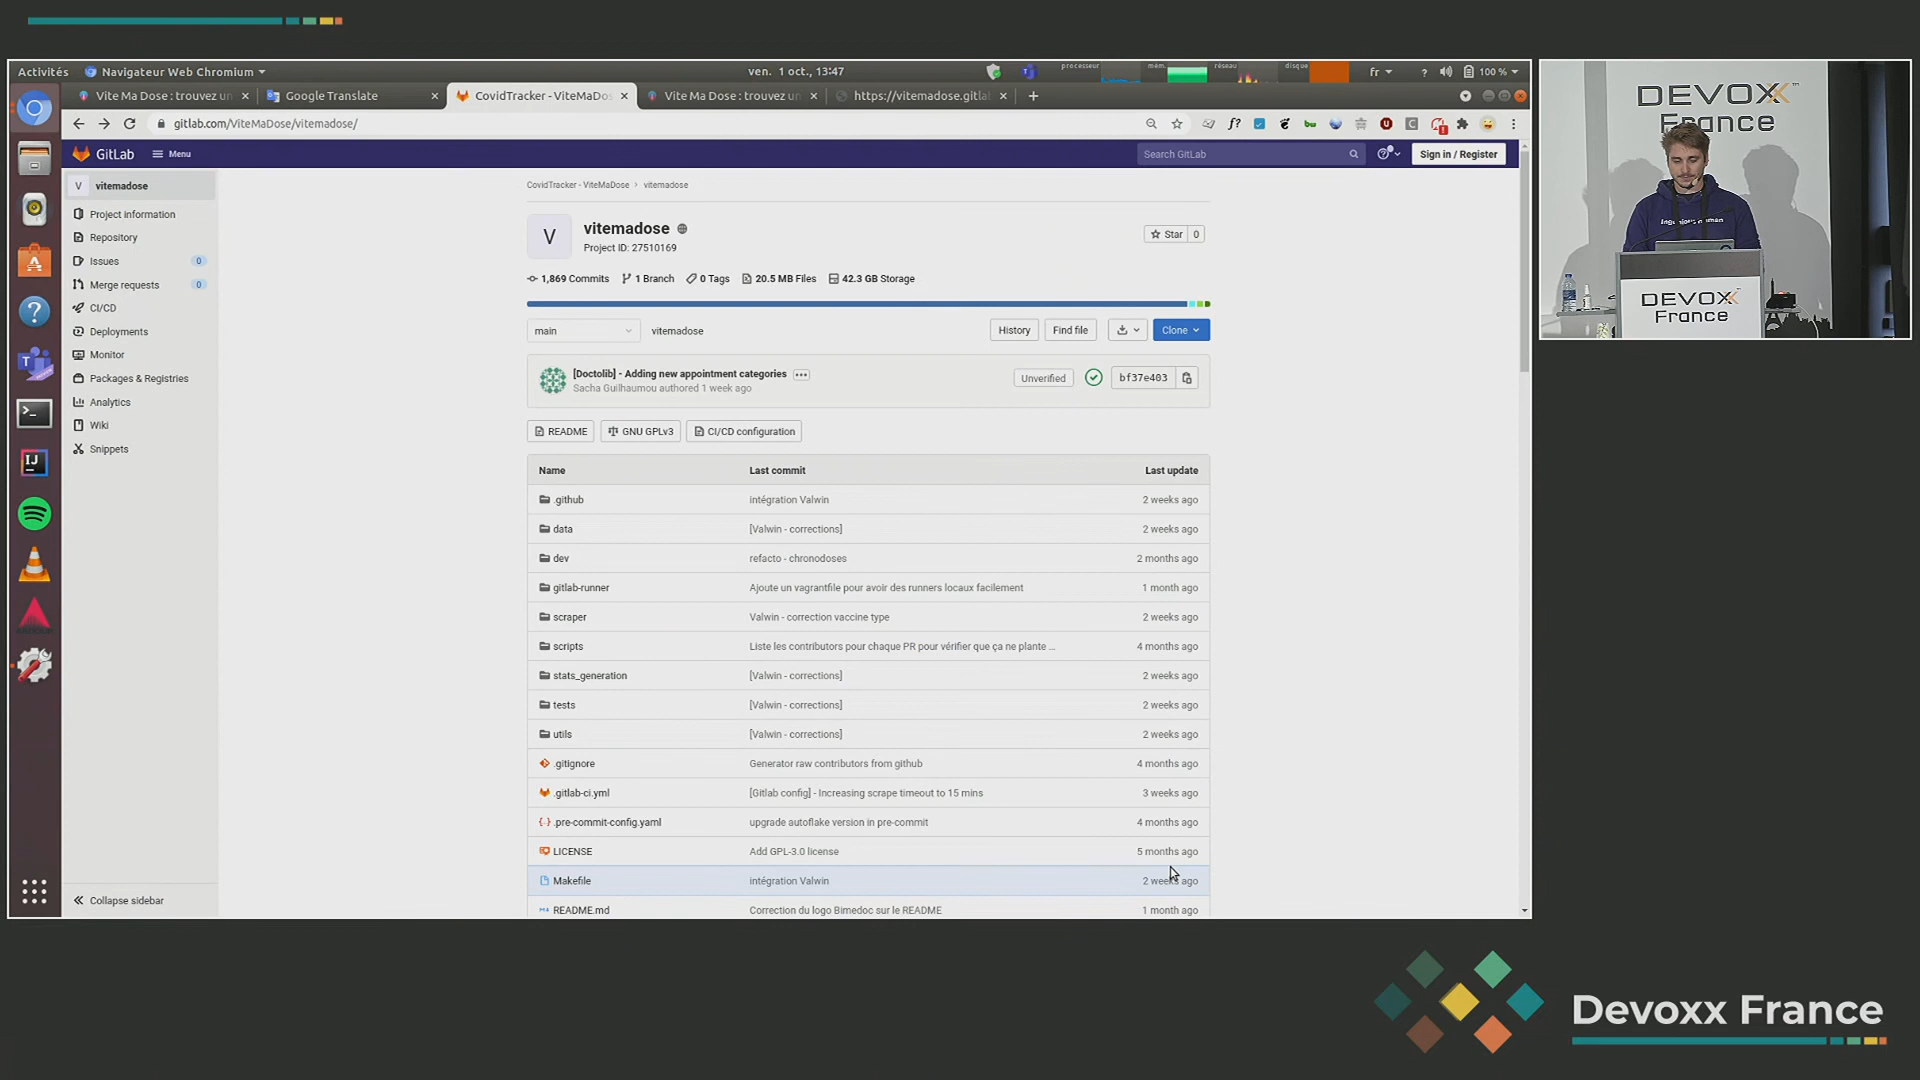 Activités
Navigateur Web Chromium
ven. 1 oct., 13:47
processeur
mém.
réseau
disque
fr
?
100 %
Vite Ma Dose : trouvez un
Google Translate
CovidTracker - ViteMaDos
Vite Ma Dose : trouvez un
https://vitemadose.gitlab
gitlab.com/ViteMaDose/vitemadose/
GitLab
Menu
Search GitLab
Sign in / Register
V vitemadose
Project information
Repository
Issues 0
Merge requests 0
CI/CD
Deployments
Monitor
Packages & Registries
Analytics
Wiki
Snippets
Collapse sidebar
CovidTracker - ViteMaDose › vitemadose
V
vitemadose
Project ID: 27510169
Star 0
1,869 Commits 1 Branch 0 Tags 20.5 MB Files 42.3 GB Storage
main
vitemadose
History
Find file
Clone
[Doctolib] - Adding new appointment categories
Sacha Guilhaumou authored 1 week ago
Unverified
bf37e403
README
GNU GPLv3
CI/CD configuration
Name Last commit Last update
.github intégration Valwin 2 weeks ago
data [Valwin - corrections] 2 weeks ago
dev refacto - chronodoses 2 months ago
gitlab-runner Ajoute un vagrantfile pour avoir des runners locaux facilement 1 month ago
scraper Valwin - correction vaccine type 2 weeks ago
scripts Liste les contributors pour chaque PR pour vérifier que ça ne plante ... 4 months ago
stats_generation [Valwin - corrections] 2 weeks ago
tests [Valwin - corrections] 2 weeks ago
utils [Valwin - corrections] 2 weeks ago
.gitignore Generator raw contributors from github 4 months ago
.gitlab-ci.yml [Gitlab config] - Increasing scrape timeout to 15 mins 3 weeks ago
.pre-commit-config.yaml upgrade autoflake version in pre-commit 4 months ago
LICENSE Add GPL-3.0 license 5 months ago
Makefile intégration Valwin 2 weeks ago
README.md Correction du logo Bimedoc sur le README 1 month ago
DEVOXX™
France
Ingenious human
DEVOXX
France
Devoxx France